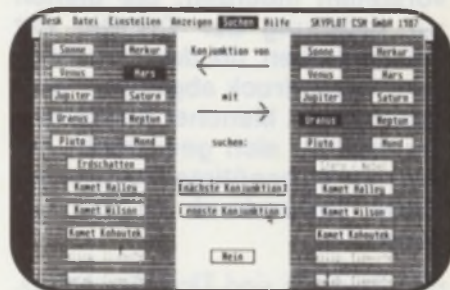 Desk Datei Einstellen Anzeigen Suchen Hilfe SKYPLOT CSM GmbH 1987
Sonne Merkur Konjunktion von Sonne Merkur
Venus Mars Venus Mars
Jupiter Saturn mit Jupiter Saturn
Uranus Neptun Uranus Neptun
Pluto Mond suchen: Pluto Mond
Erdschatten
Komet Halley nächste Konjunktion Komet Halley
Komet Wilson engste Konjunktion Komet Wilson
Komet Kohoutek Komet Kohoutek
Nein